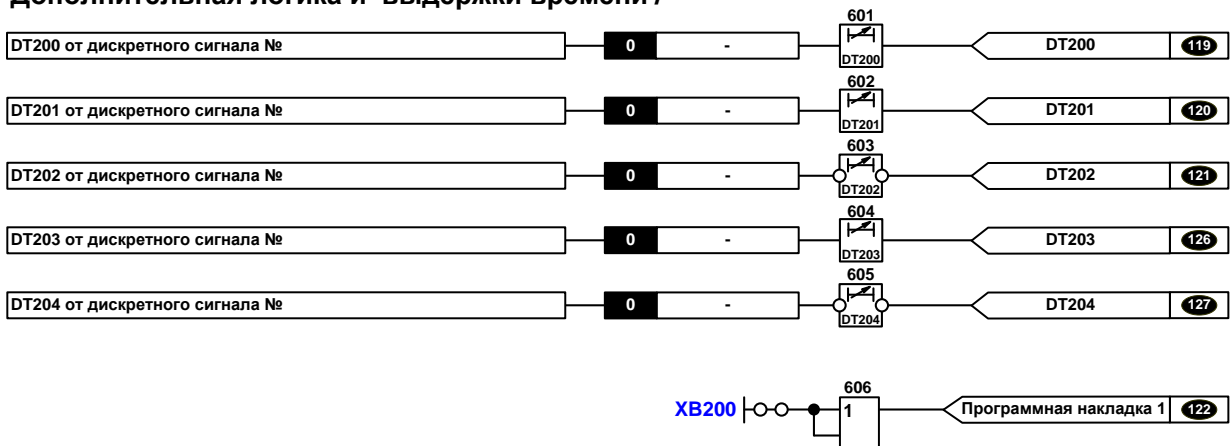 Дополнительная логика и выдержки времени /
601
DT200 от дискретного сигнала № 0 - DT200 DT200 119
602
DT201 от дискретного сигнала № 0 - DT201 DT201 120
603
DT202 от дискретного сигнала № 0 - DT202 DT202 121
604
DT203 от дискретного сигнала № 0 - DT203 DT203 126
605
DT204 от дискретного сигнала № 0 - DT204 DT204 127
606
XB200 1 Программная накладка 1 122